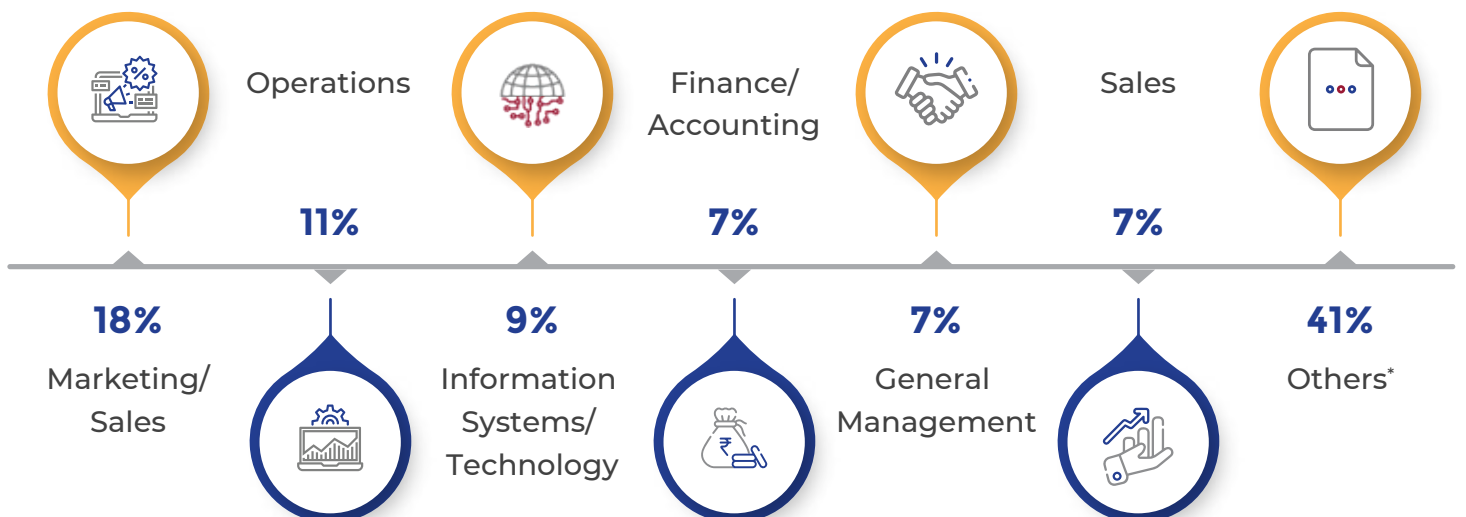 Operations
Finance/
Accounting
Sales
11%
7%
7%
18%
9%
7%
41%
Marketing/
Sales
Information
Systems/
Technology
General
Management
Others*
%
₹